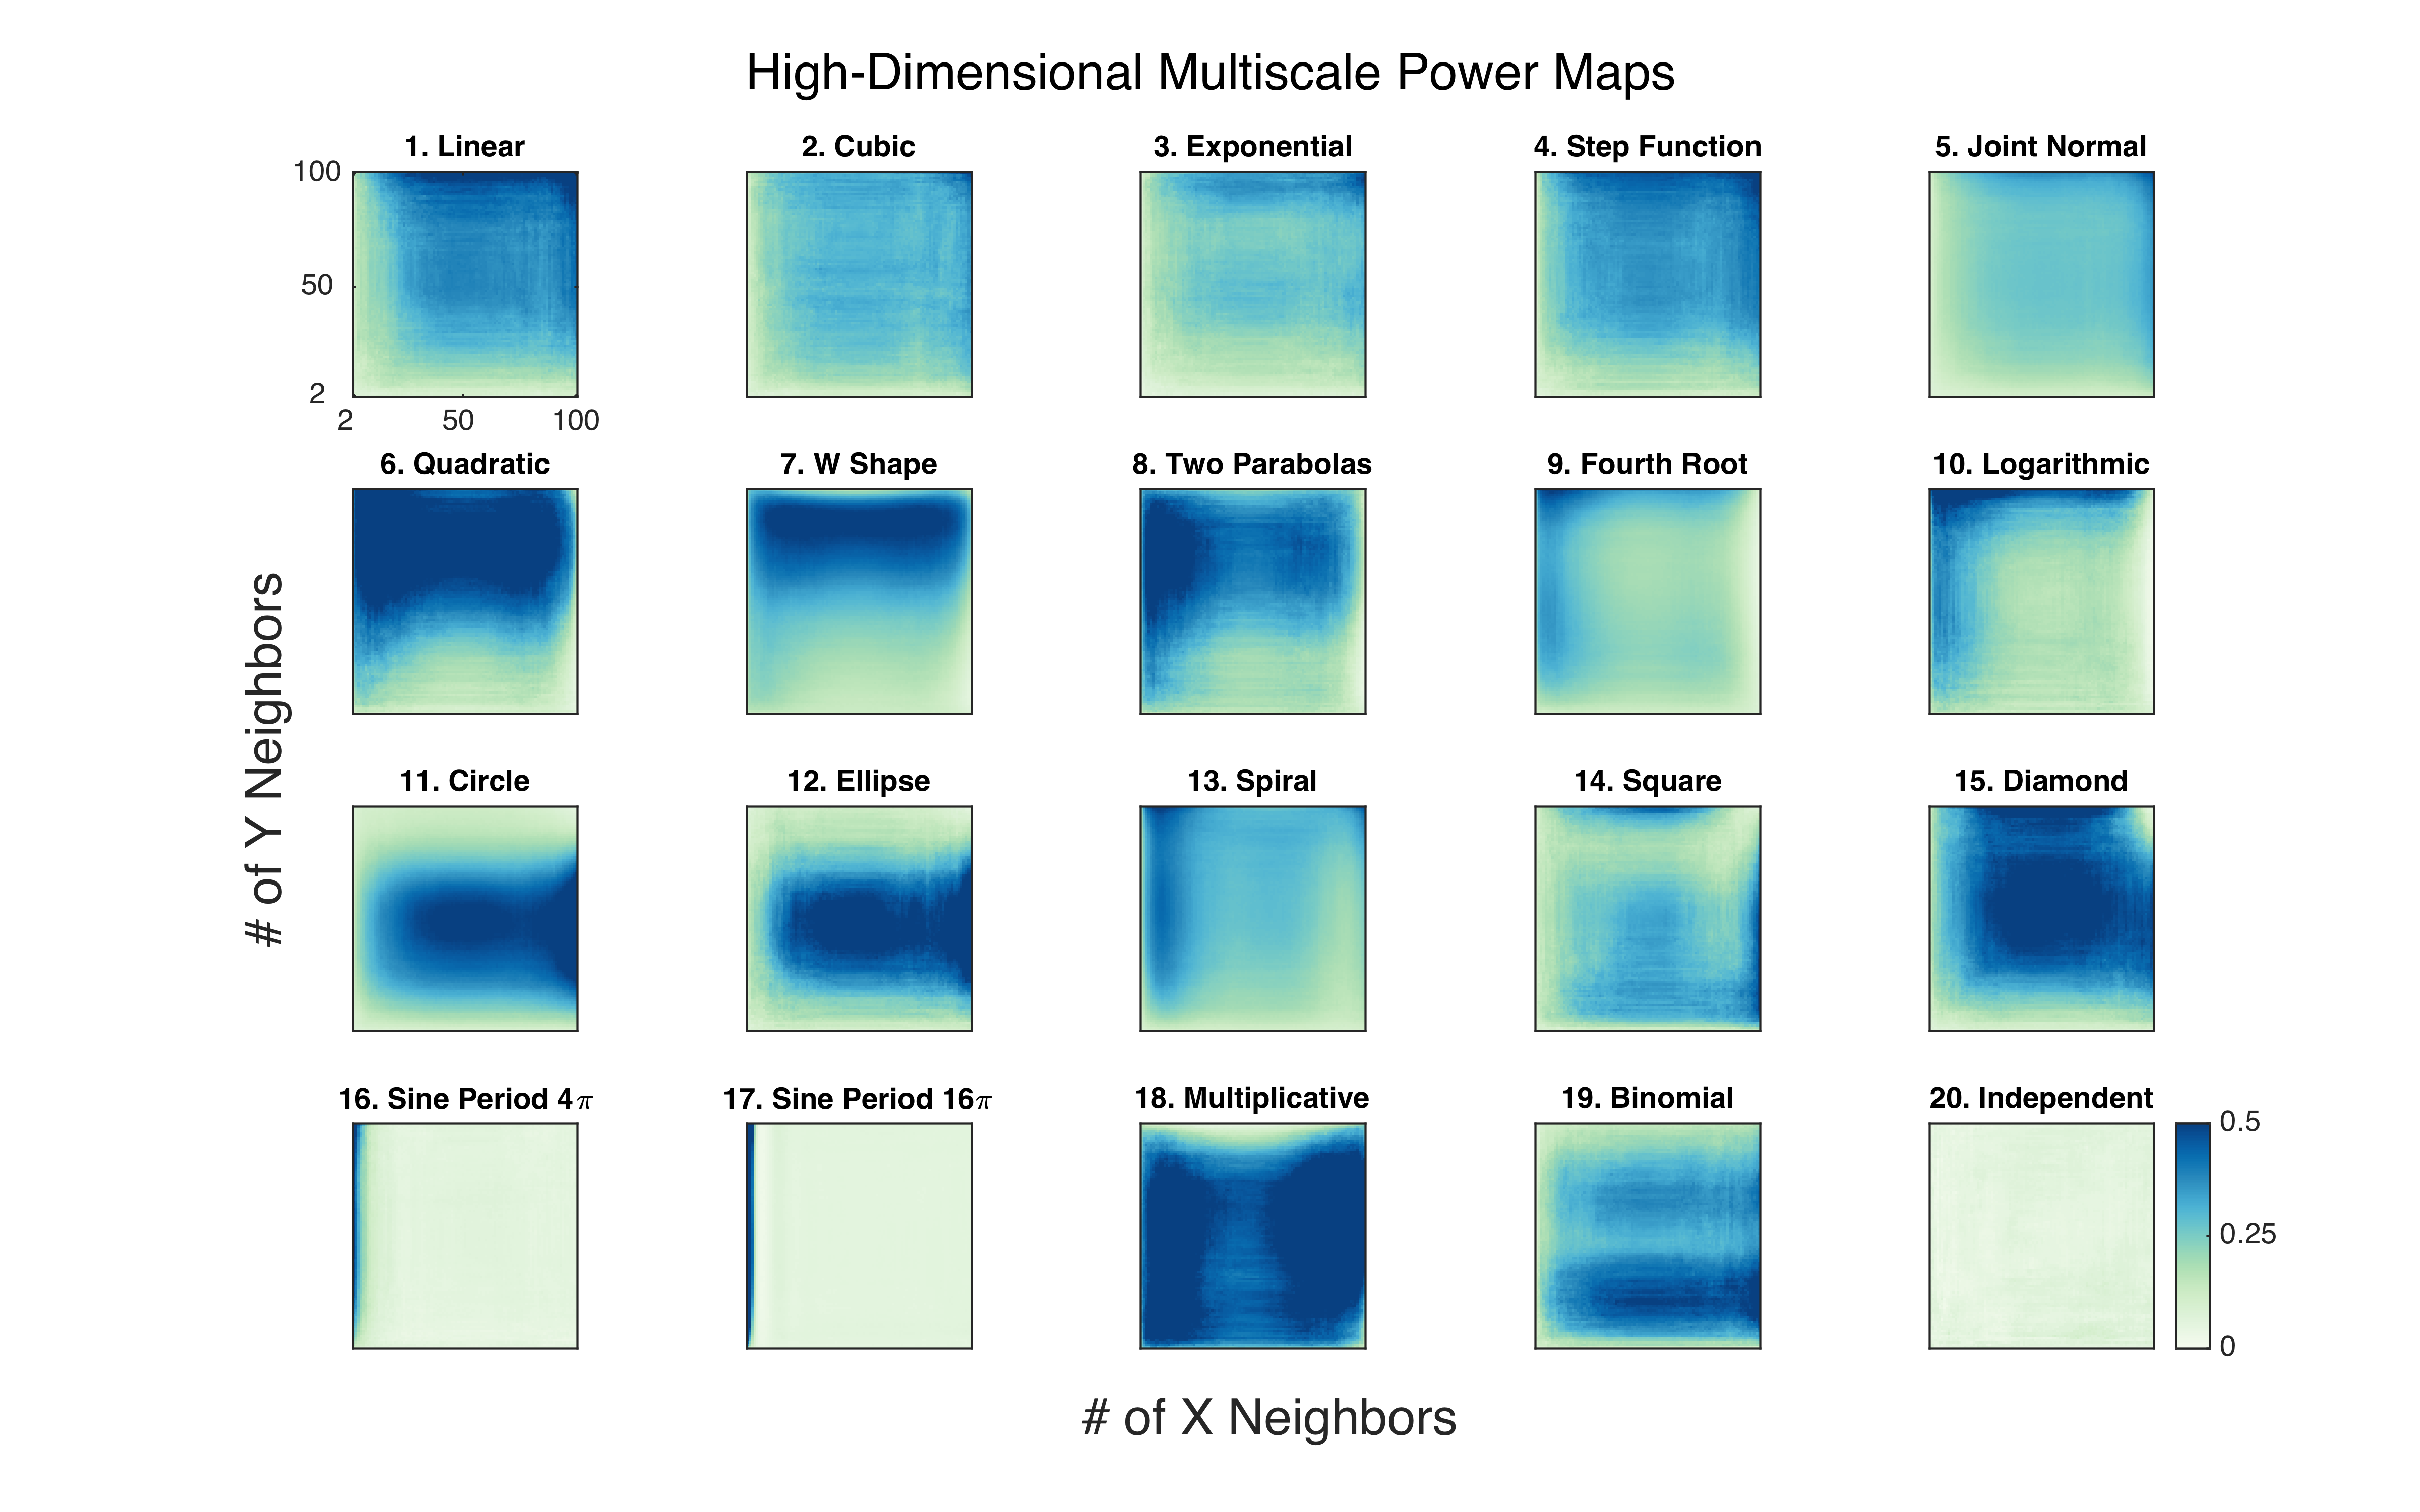 High-Dimensional Multiscale Power Maps
1. Linear
2. Cubic
3. Exponential
4. Step Function
5. Joint Normal
100
50
2
2
50
100
6. Quadratic
7. W Shape
8. Two Parabolas
9. Fourth Root
10. Logarithmic
# of Y Neighbors
11. Circle
12. Ellipse
13. Spiral
14. Square
15. Diamond
16. Sine Period 4π
17. Sine Period 16π
18. Multiplicative
19. Binomial
20. Independent
0.5
0.25
0
# of X Neighbors